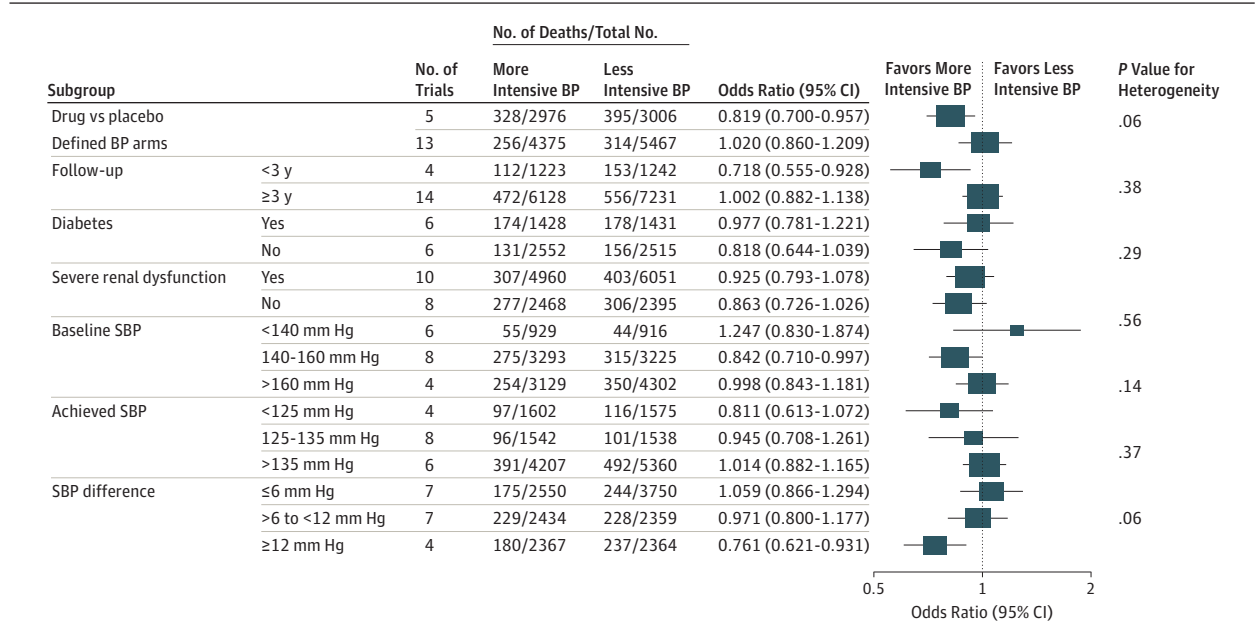 No. of Deaths/Total No.
Subgroup No. of Trials More Intensive BP Less Intensive BP Odds Ratio (95% CI) Favors More Intensive BP Favors Less Intensive BP P Value for Heterogeneity
Drug vs placebo 5 328/2976 395/3006 0.819 (0.700-0.957) .06
Defined BP arms 13 256/4375 314/5467 1.020 (0.860-1.209)
Follow-up <3 y 4 112/1223 153/1242 0.718 (0.555-0.928) .38
≥3 y 14 472/6128 556/7231 1.002 (0.882-1.138)
Diabetes Yes 6 174/1428 178/1431 0.977 (0.781-1.221) .29
No 6 131/2552 156/2515 0.818 (0.644-1.039)
Severe renal dysfunction Yes 10 307/4960 403/6051 0.925 (0.793-1.078)
No 8 277/2468 306/2395 0.863 (0.726-1.026) .56
Baseline SBP <140 mm Hg 6 55/929 44/916 1.247 (0.830-1.874)
140-160 mm Hg 8 275/3293 315/3225 0.842 (0.710-0.997) .14
>160 mm Hg 4 254/3129 350/4302 0.998 (0.843-1.181)
Achieved SBP <125 mm Hg 4 97/1602 116/1575 0.811 (0.613-1.072)
125-135 mm Hg 8 96/1542 101/1538 0.945 (0.708-1.261) .37
>135 mm Hg 6 391/4207 492/5360 1.014 (0.882-1.165)
SBP difference ≤6 mm Hg 7 175/2550 244/3750 1.059 (0.866-1.294)
>6 to <12 mm Hg 7 229/2434 228/2359 0.971 (0.800-1.177) .06
≥12 mm Hg 4 180/2367 237/2364 0.761 (0.621-0.931)
0.5 1 2
Odds Ratio (95% CI)